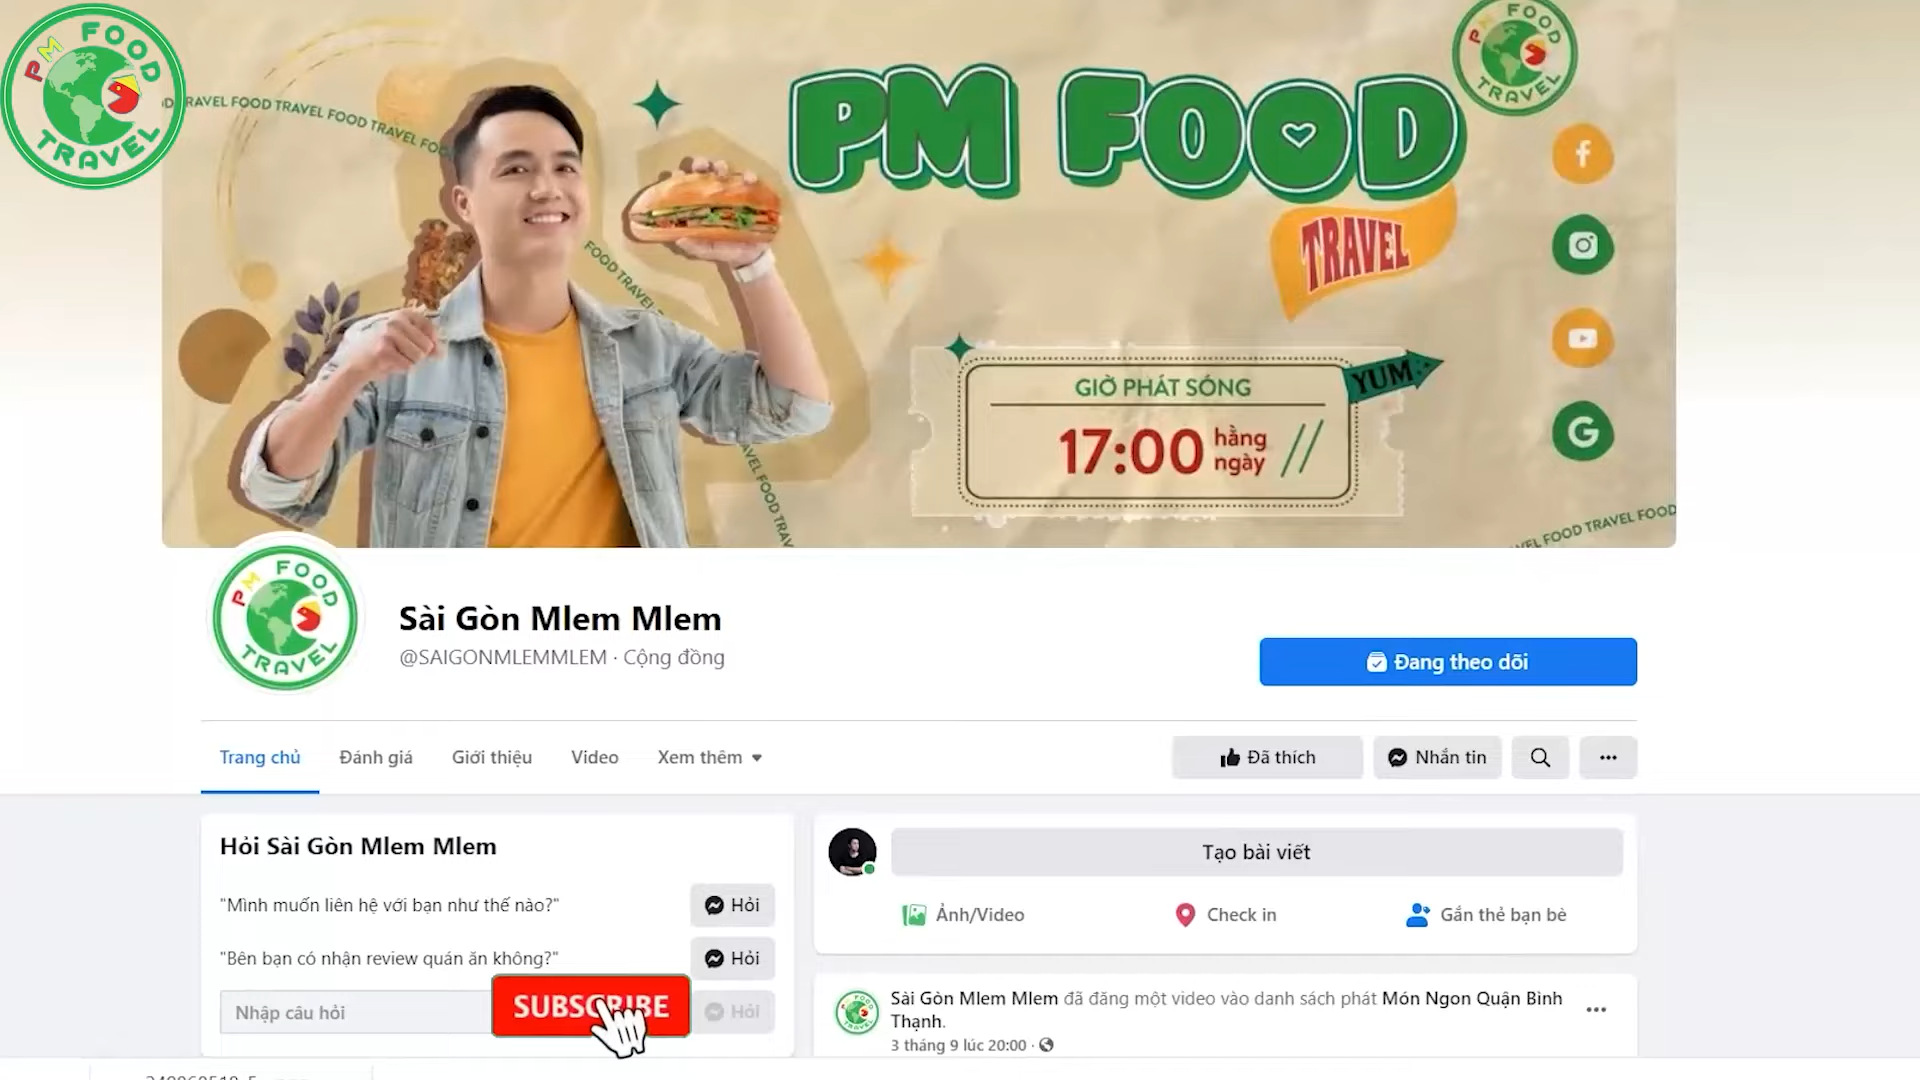 PM FOOD TRAVEL
RAVEL FOOD TRAVEL FOOD TRAVEL FOOD
PM FOOD
TRAVEL
PM FOOD TRAVEL
FOOD TRAVEL
GIỜ PHÁT SÓNG
YUM
17:00 hằng ngày
AVEL FOOD TRA
VEL FOOD TRAVEL FOOD
PM FOOD TRAVEL
Sài Gòn Mlem Mlem
@SAIGONMLEMMLEM · Cộng đồng
Đang theo dõi
Trang chủ Đánh giá Giới thiệu Video Xem thêm
Đã thích Nhắn tin
Hỏi Sài Gòn Mlem Mlem
"Mình muốn liên hệ với bạn như thế nào?" Hỏi
"Bên bạn có nhận review quán ăn không?" Hỏi
Nhập câu hỏi Hỏi
SUBSCRIBE
Tạo bài viết
Ảnh/Video Check in Gắn thẻ bạn bè
Sài Gòn Mlem Mlem đã đăng một video vào danh sách phát Món Ngon Quận Bình
Thạnh.
3 tháng 9 lúc 20:00